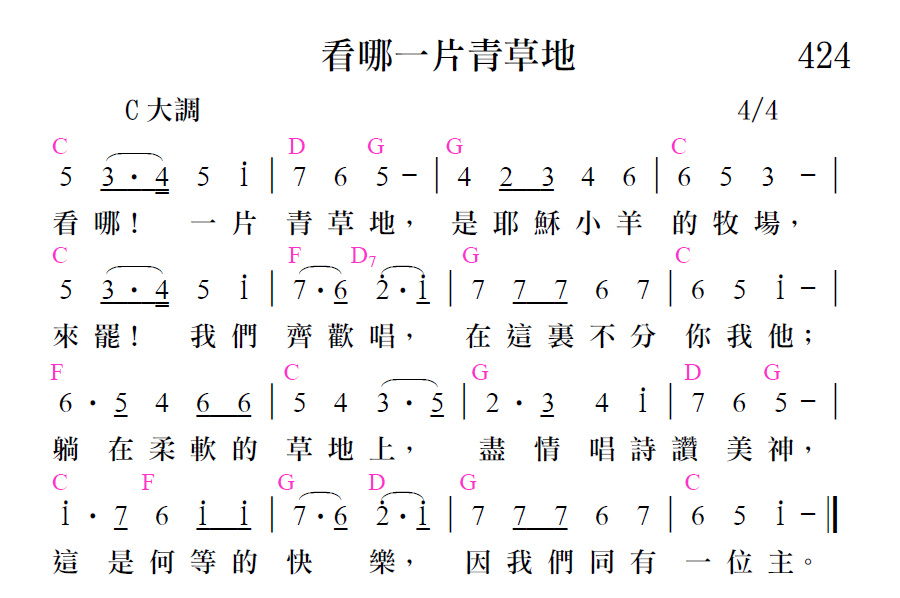 看哪一片青草地 424
C 大調 4/4
C D G G C
5 3 · 4 5 i̇ | 7 6 5 – | 4 2 3 4 6 | 6 5 3 – |
看 哪！ 一 片 青 草 地， 是 耶 穌 小 羊 的 牧 場，
C F D7 G C
5 3 · 4 5 i̇ | 7 · 6 2̇ · i̇ | 7 7 7 6 7 | 6 5 i̇ – |
來 罷！ 我 們 齊 歡 唱， 在 這 裏 不 分 你 我 他；
F C G D G
6 · 5 4 6 6 | 5 4 3 · 5 | 2 · 3 4 i̇ | 7 6 5 – |
躺 在 柔 軟 的 草 地 上， 盡 情 唱 詩 讚 美 神，
C F G D G C
i̇ · 7 6 i̇ i̇ | 7 · 6 2̇ · i̇ | 7 7 7 6 7 | 6 5 i̇ – ‖
這 是 何 等 的 快 樂， 因 我 們 同 有 一 位 主。